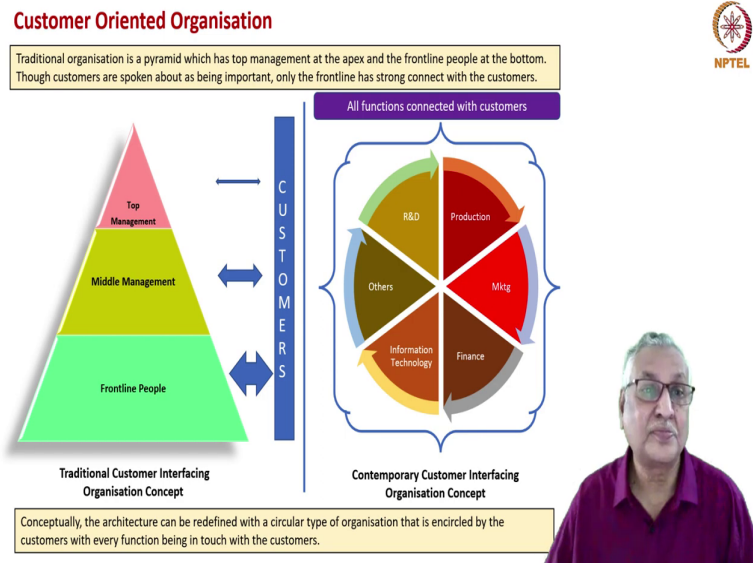 Customer Oriented Organisation
NPTEL
Traditional organisation is a pyramid which has top management at the apex and the frontline people at the bottom.
Though customers are spoken about as being important, only the frontline has strong connect with the customers.
All functions connected with customers
Top
Management
Middle Management
Frontline People
CUSTOMERS
R&D
Production
Others
Mktg
Information
Technology
Finance
Traditional Customer Interfacing
Organisation Concept
Contemporary Customer Interfacing
Organisation Concept
Conceptually, the architecture can be redefined with a circular type of organisation that is encircled by the
customers with every function being in touch with the customers.